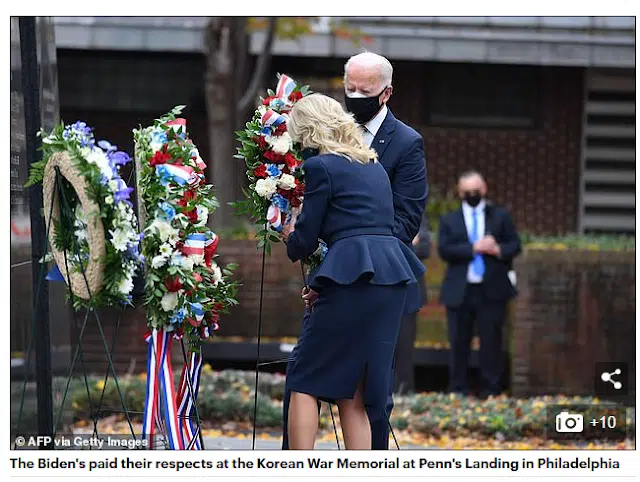 +10
© AFP via Getty Images
The Biden's paid their respects at the Korean War Memorial at Penn's Landing in Philadelphia